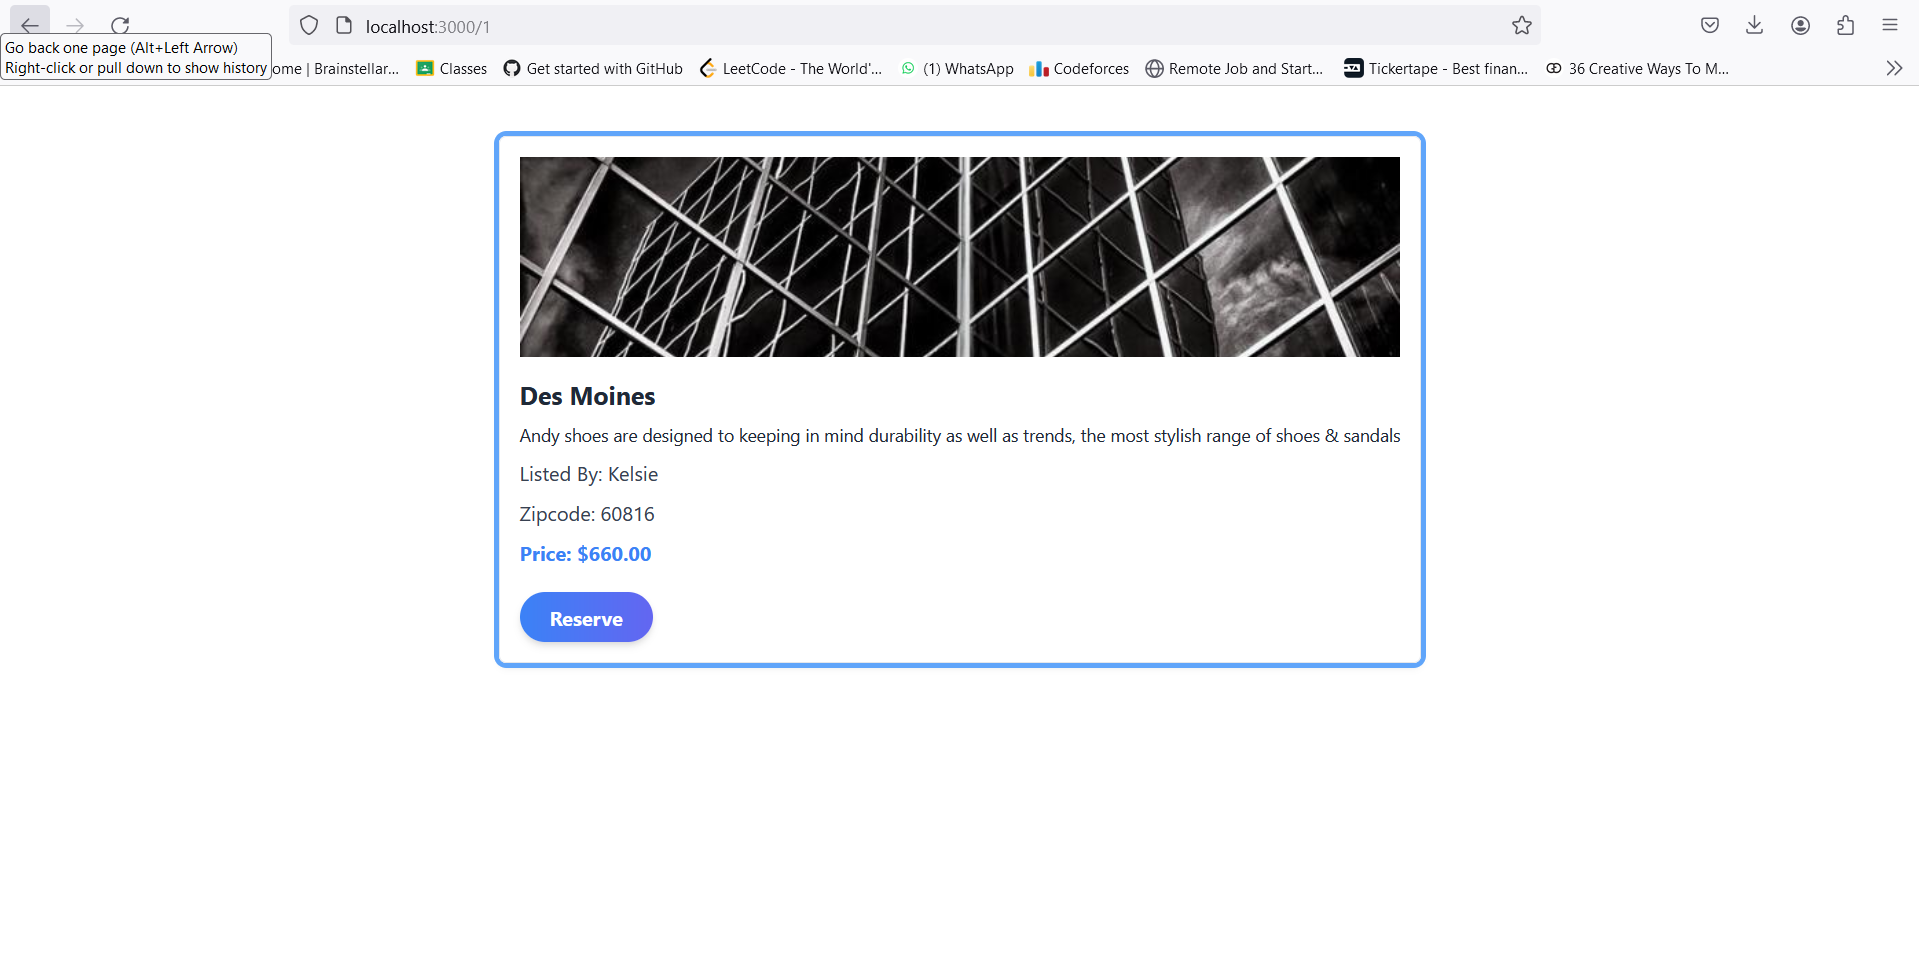 localhost:3000/1
Go back one page (Alt+Left Arrow)
Right-click or pull down to show history
ome | Brainstellar... Classes Get started with GitHub LeetCode - The World'... (1) WhatsApp Codeforces Remote Job and Start... Tickertape - Best finan... 36 Creative Ways To M...
Des Moines
Andy shoes are designed to keeping in mind durability as well as trends, the most stylish range of shoes & sandals
Listed By: Kelsie
Zipcode: 60816
Price: $660.00
Reserve